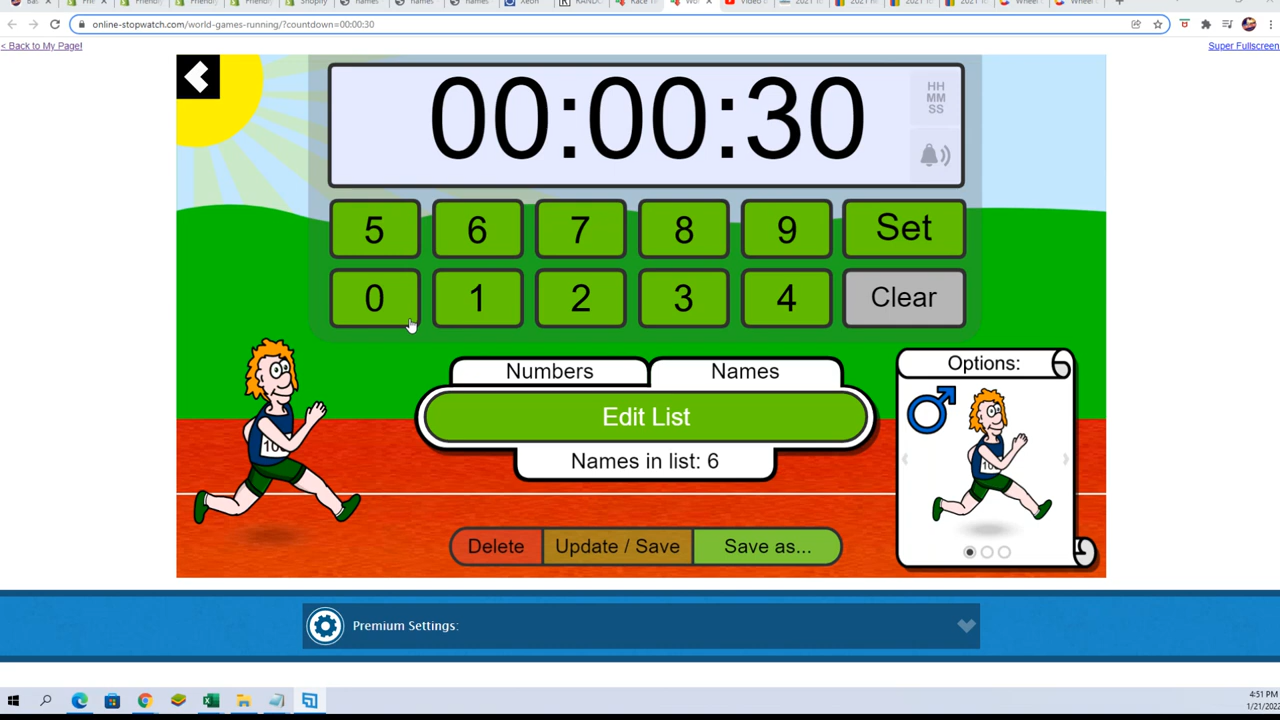 online-stopwatch.com/world-games-running/?countdown=00:00:30
< Back to My Page!
Super Fullscreen
00:00:30
HH
MM
SS
5 6 7 8 9 Set
0 1 2 3 4 Clear
Numbers Names
Edit List
Names in list: 6
Options:
Delete Update / Save Save as...
Premium Settings:
4:51 PM
1/21/2022